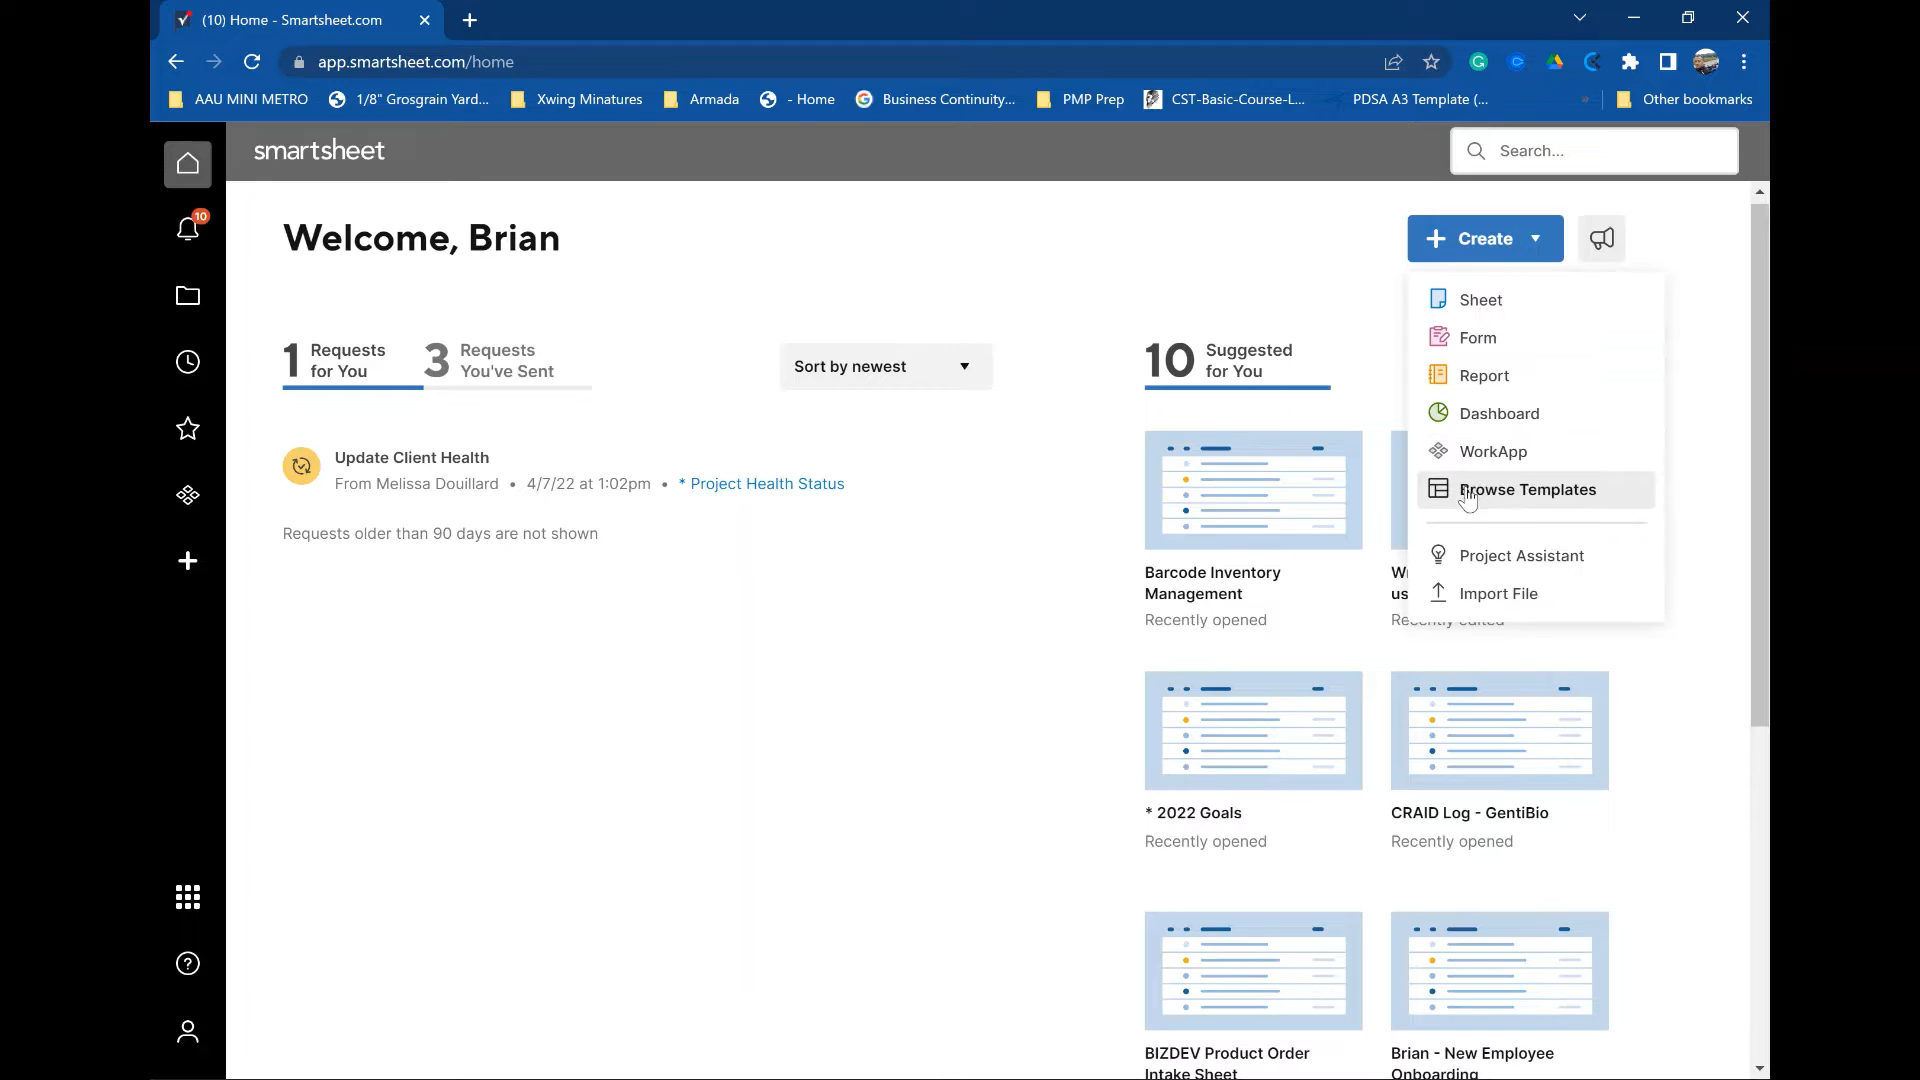 (10) Home - Smartsheet.com
app.smartsheet.com/home
AAU MINI METRO
1/8" Grosgrain Yard...
Xwing Minatures
Armada
- Home
Business Continuity...
PMP Prep
CST-Basic-Course-L...
PDSA A3 Template (...
Other bookmarks
smartsheet
Search...
10
Welcome, Brian
Create
Sheet
Form
Report
Dashboard
WorkApp
Browse Templates
Project Assistant
Import File
1 Requests
for You
3 Requests
You've Sent
Sort by newest
10 Suggested
for You
Update Client Health
From Melissa Douillard • 4/7/22 at 1:02pm • * Project Health Status
Requests older than 90 days are not shown
Barcode Inventory
Management
Recently opened
Recently edited
* 2022 Goals
Recently opened
CRAID Log - GentiBio
Recently opened
BIZDEV Product Order
Intake Sheet
Brian - New Employee
Onboarding